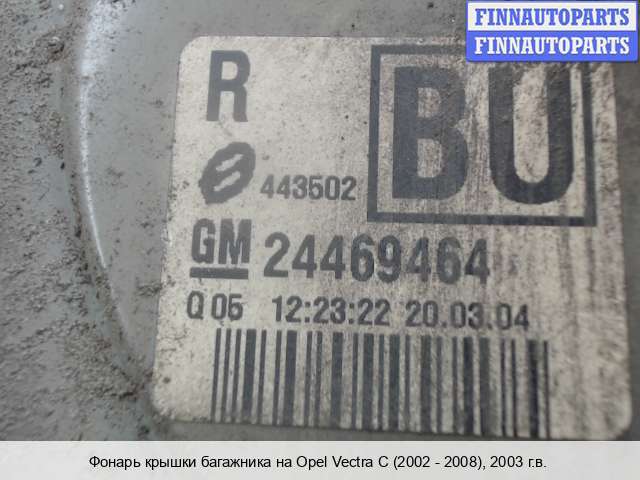 FINNAUTOPARTS
FINNAUTOPARTS
R
BU
443502
GM 24469464
Q 05 12:23:22 20.03.04
Фонарь крышки багажника на Opel Vectra C (2002 - 2008), 2003 г.в.